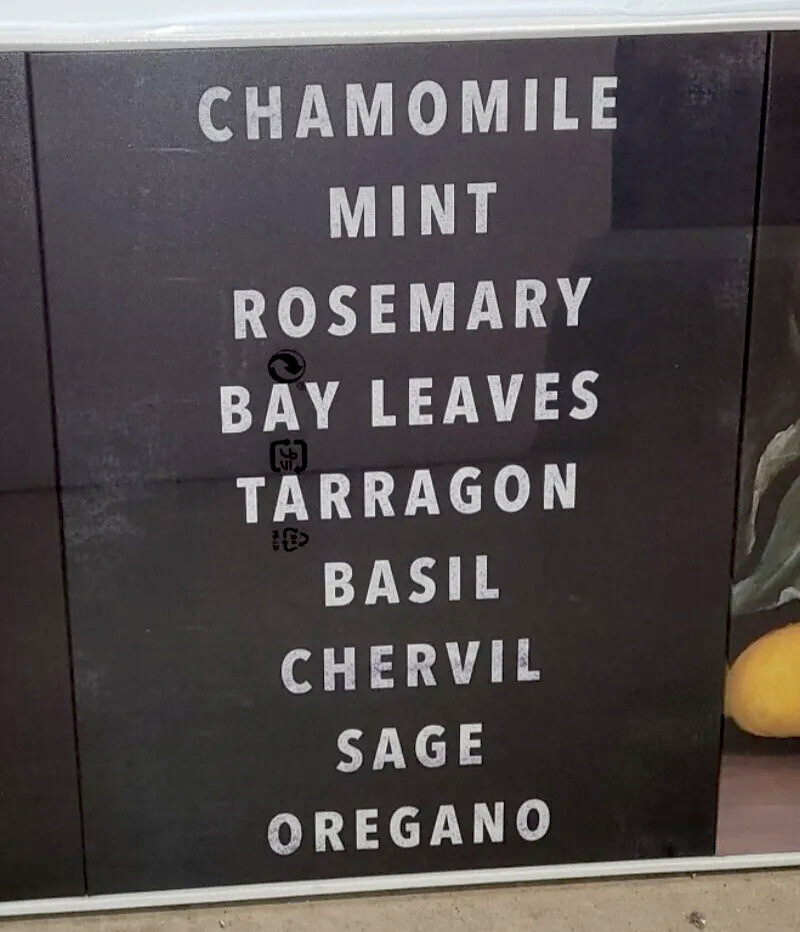 CHAMOMILE
MINT
ROSEMARY
BAY LEAVES
TARRAGON
BASIL
CHERVIL
SAGE
OREGANO